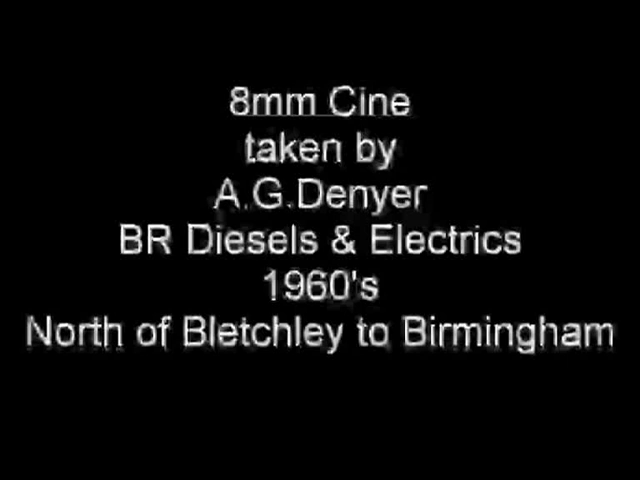 8mm Cine
taken by
A.G.Denyer
BR Diesels & Electrics
1960's
North of Bletchley to Birmingham